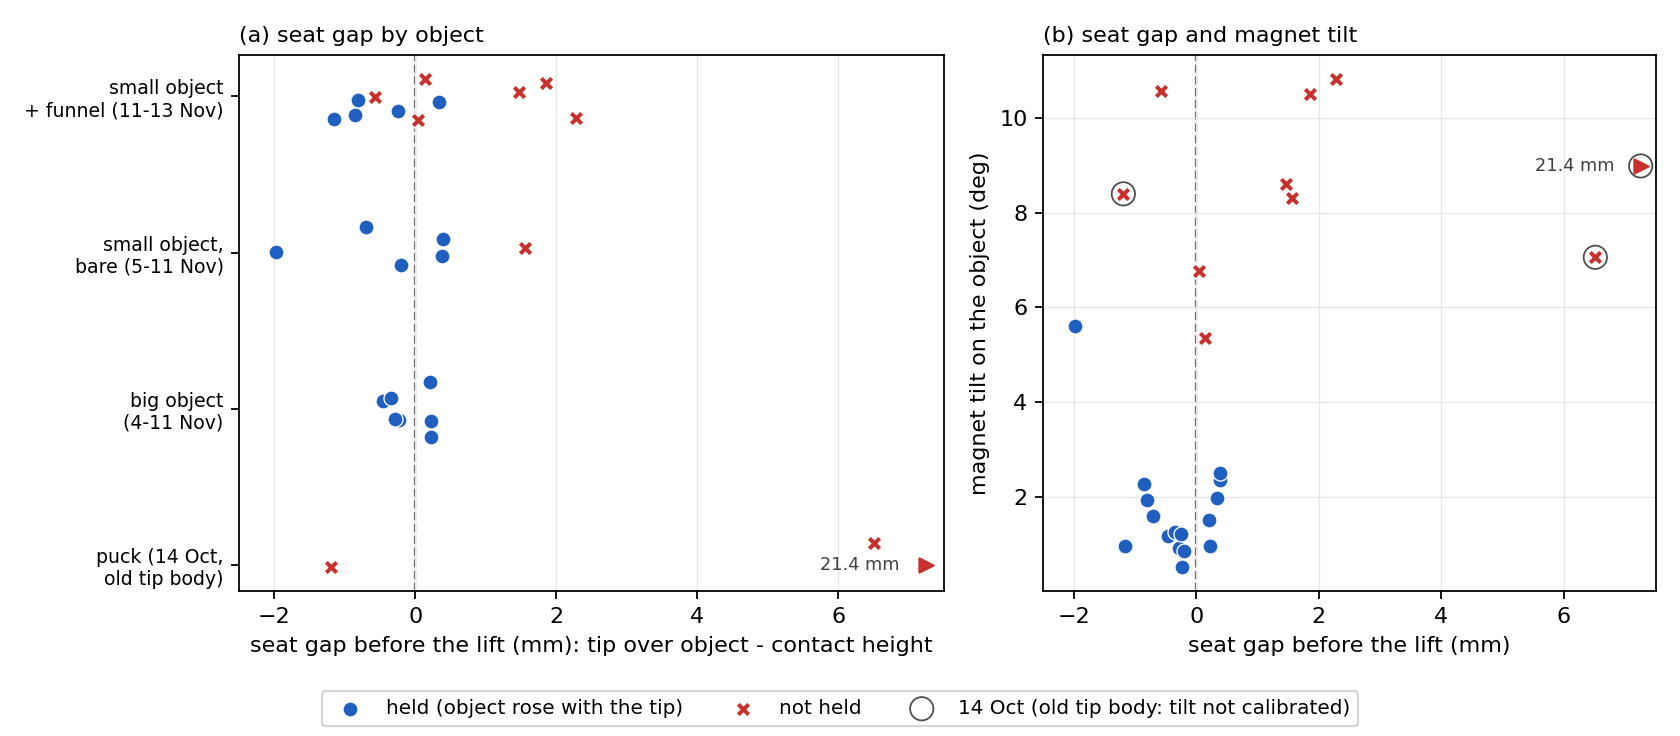 (a) seat gap by object
small object
+ funnel (11-13 Nov)
small object,
bare (5-11 Nov)
big object
(4-11 Nov)
puck (14 Oct,
old tip body)
21.4 mm
−2 0 2 4 6
seat gap before the lift (mm): tip over object - contact height
(b) seat gap and magnet tilt
magnet tilt on the object (deg)
10
8
6
4
2
21.4 mm
−2 0 2 4 6
seat gap before the lift (mm)
held (object rose with the tip) not held 14 Oct (old tip body: tilt not calibrated)